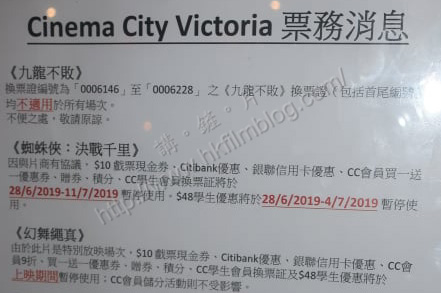 Cinema City Victoria 票務消息
《九龍不敗》
換票證編號為「0006146」至「0006228」之《九龍不敗》換票證（包括首尾編號）
均不適用於所有場次。
不便之處，敬請原諒。
《蜘蛛俠：決戰千里》
因與片商有協議，$10 戲票現金券、Citibank優惠、銀聯信用卡優惠、CC會員買一送
一優惠券、贈券、積分、CC學生會員換票証將於
28/6/2019-11/7/2019 暫停使用，$48學生優惠將於28/6/2019-4/7/2019 暫停使
用。
《幻舞繩真》
由於此片是特別放映場次，$10 戲票現金券、Citibank優惠、銀聯信用卡優惠、CC會
員9折、買一送一優惠券、贈券、積分、CC學生會員換票証及$48學生優惠將於
上映期間暫停使用；CC會員儲分活動則不受影響。
講。鏗。片
http://www.hkfilmblog.com/